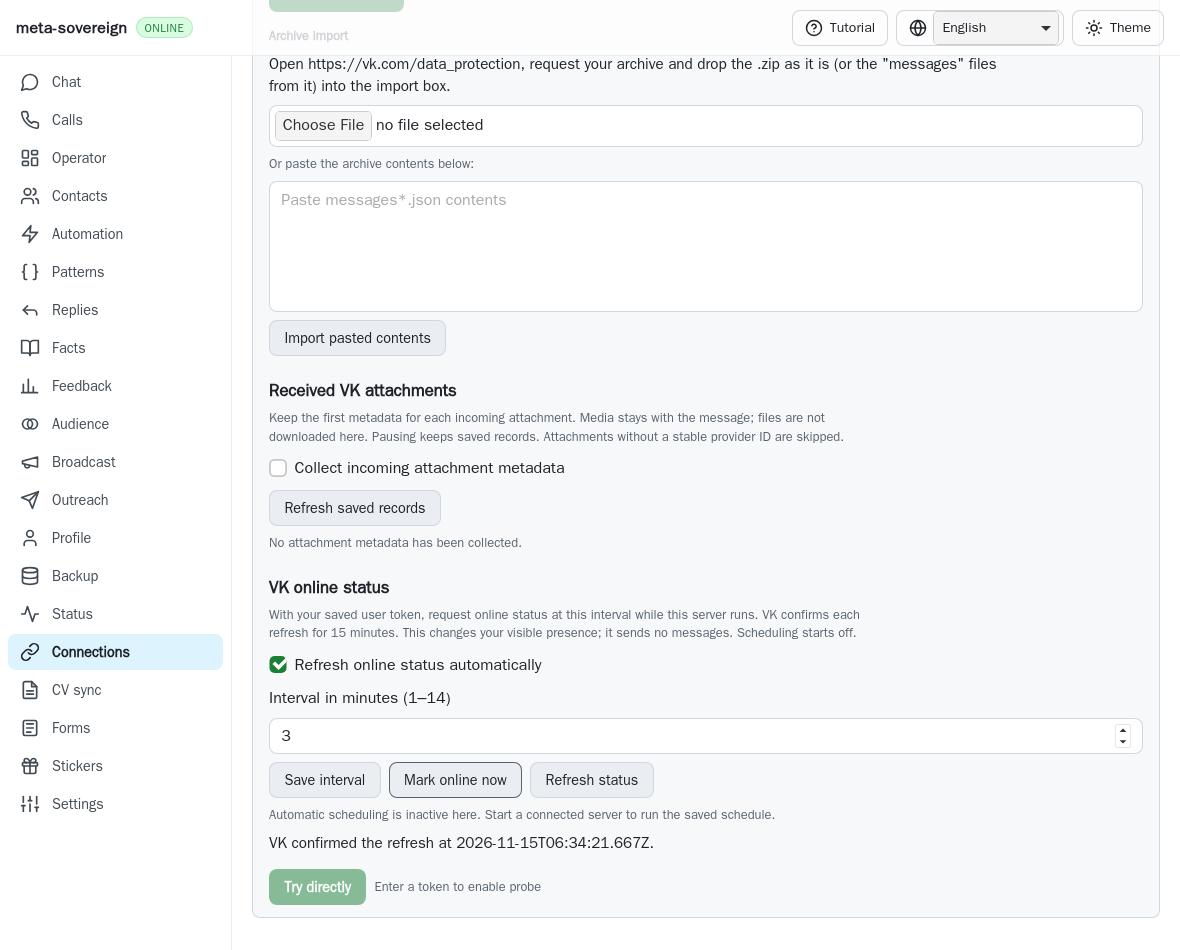 meta-sovereign ONLINE
Tutorial
English
Theme
Chat
Calls
Operator
Contacts
Automation
Patterns
Replies
Facts
Feedback
Audience
Broadcast
Outreach
Profile
Backup
Status
Connections
CV sync
Forms
Stickers
Settings
Archive import
Open https://vk.com/data_protection, request your archive and drop the .zip as it is (or the "messages" files
from it) into the import box.
Choose File no file selected
Or paste the archive contents below:
Paste messages*.json contents
Import pasted contents
Received VK attachments
Keep the first metadata for each incoming attachment. Media stays with the message; files are not
downloaded here. Pausing keeps saved records. Attachments without a stable provider ID are skipped.
Collect incoming attachment metadata
Refresh saved records
No attachment metadata has been collected.
VK online status
With your saved user token, request online status at this interval while this server runs. VK confirms each
refresh for 15 minutes. This changes your visible presence; it sends no messages. Scheduling starts off.
Refresh online status automatically
Interval in minutes (1–14)
3
Save interval Mark online now Refresh status
Automatic scheduling is inactive here. Start a connected server to run the saved schedule.
VK confirmed the refresh at 2026-11-15T06:34:21.667Z.
Try directly Enter a token to enable probe